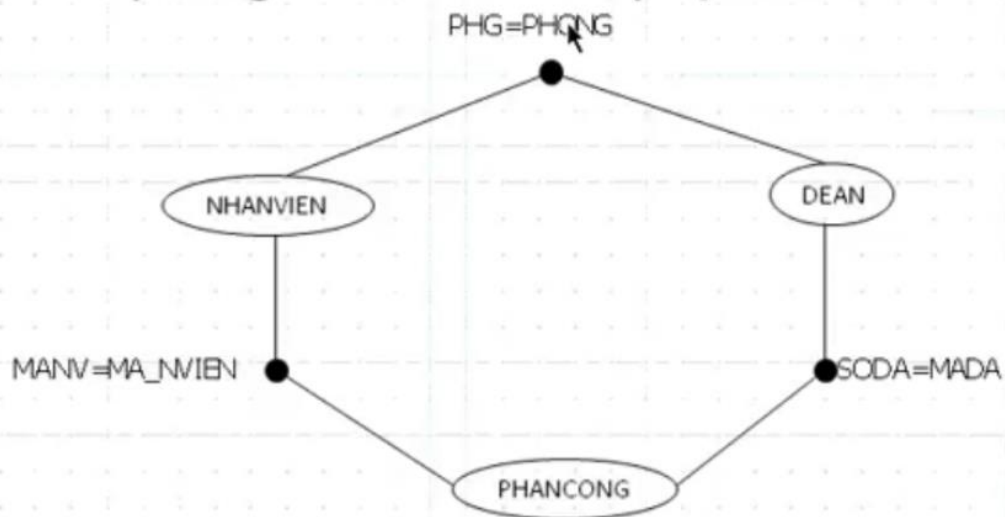 PHG=PHONG
NHANVIEN
DEAN
MANV=MA_NVIEN
SODA=MADA
PHANCONG